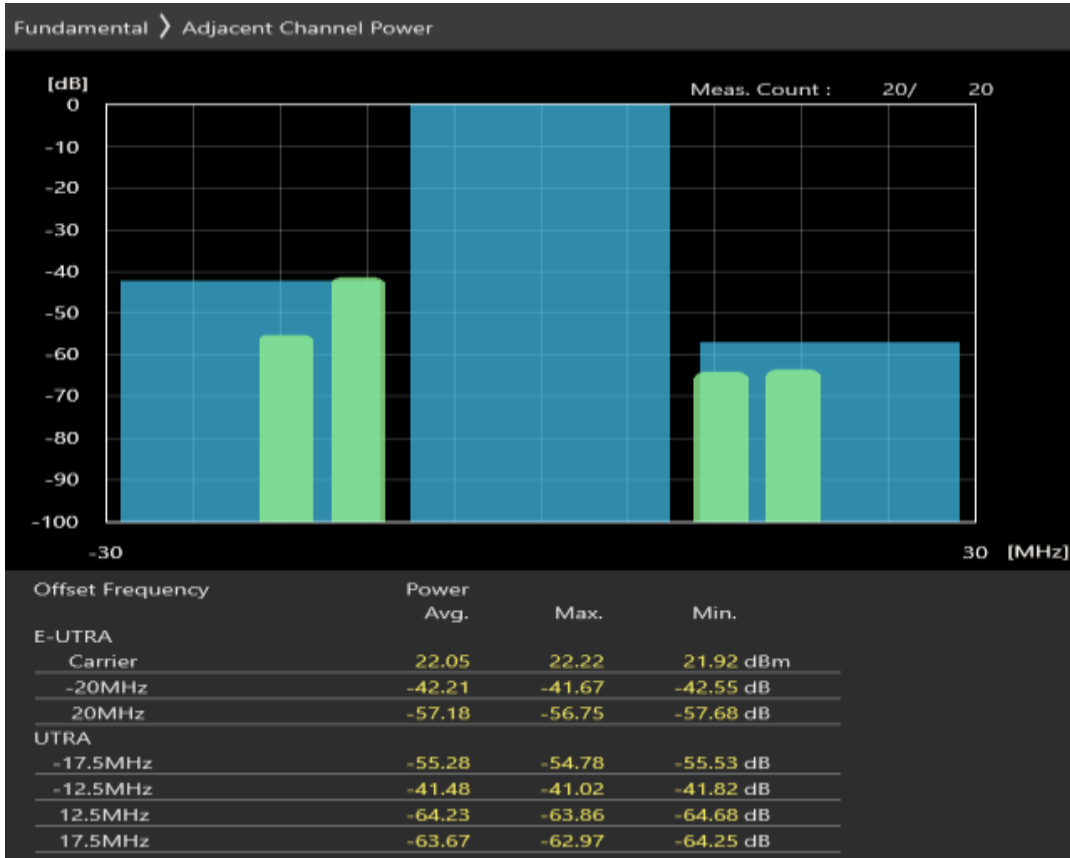 Fundamental 〉 Adjacent Channel Power
[dB]
Meas. Count : 20/ 20
0
-10
-20
-30
-40
-50
-60
-70
-80
-90
-100
-30 30 [MHz]
Offset Frequency Power
Avg. Max. Min.
E-UTRA
Carrier 22.05 22.22 21.92 dBm
-20MHz -42.21 -41.67 -42.55 dB
20MHz -57.18 -56.75 -57.68 dB
UTRA
-17.5MHz -55.28 -54.78 -55.53 dB
-12.5MHz -41.48 -41.02 -41.82 dB
12.5MHz -64.23 -63.86 -64.68 dB
17.5MHz -63.67 -62.97 -64.25 dB